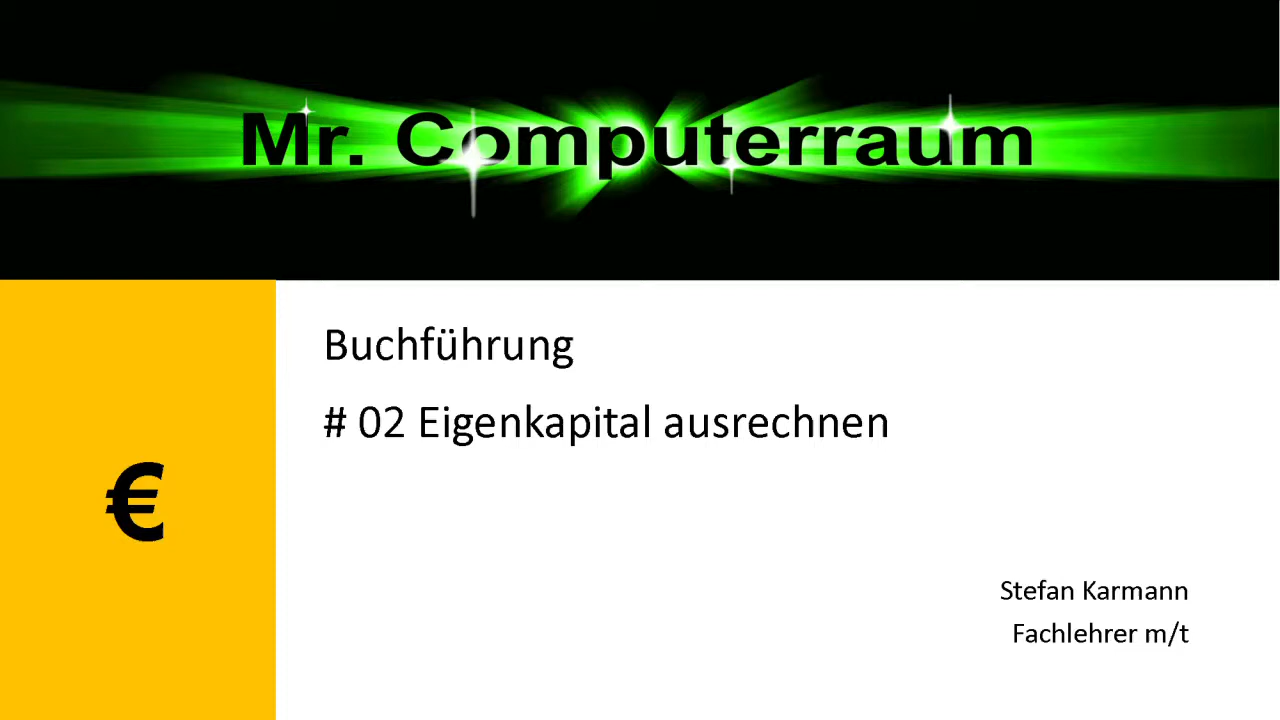 Mr. Computerraum
Buchführung
# 02 Eigenkapital ausrechnen
€
Stefan Karmann
Fachlehrer m/t